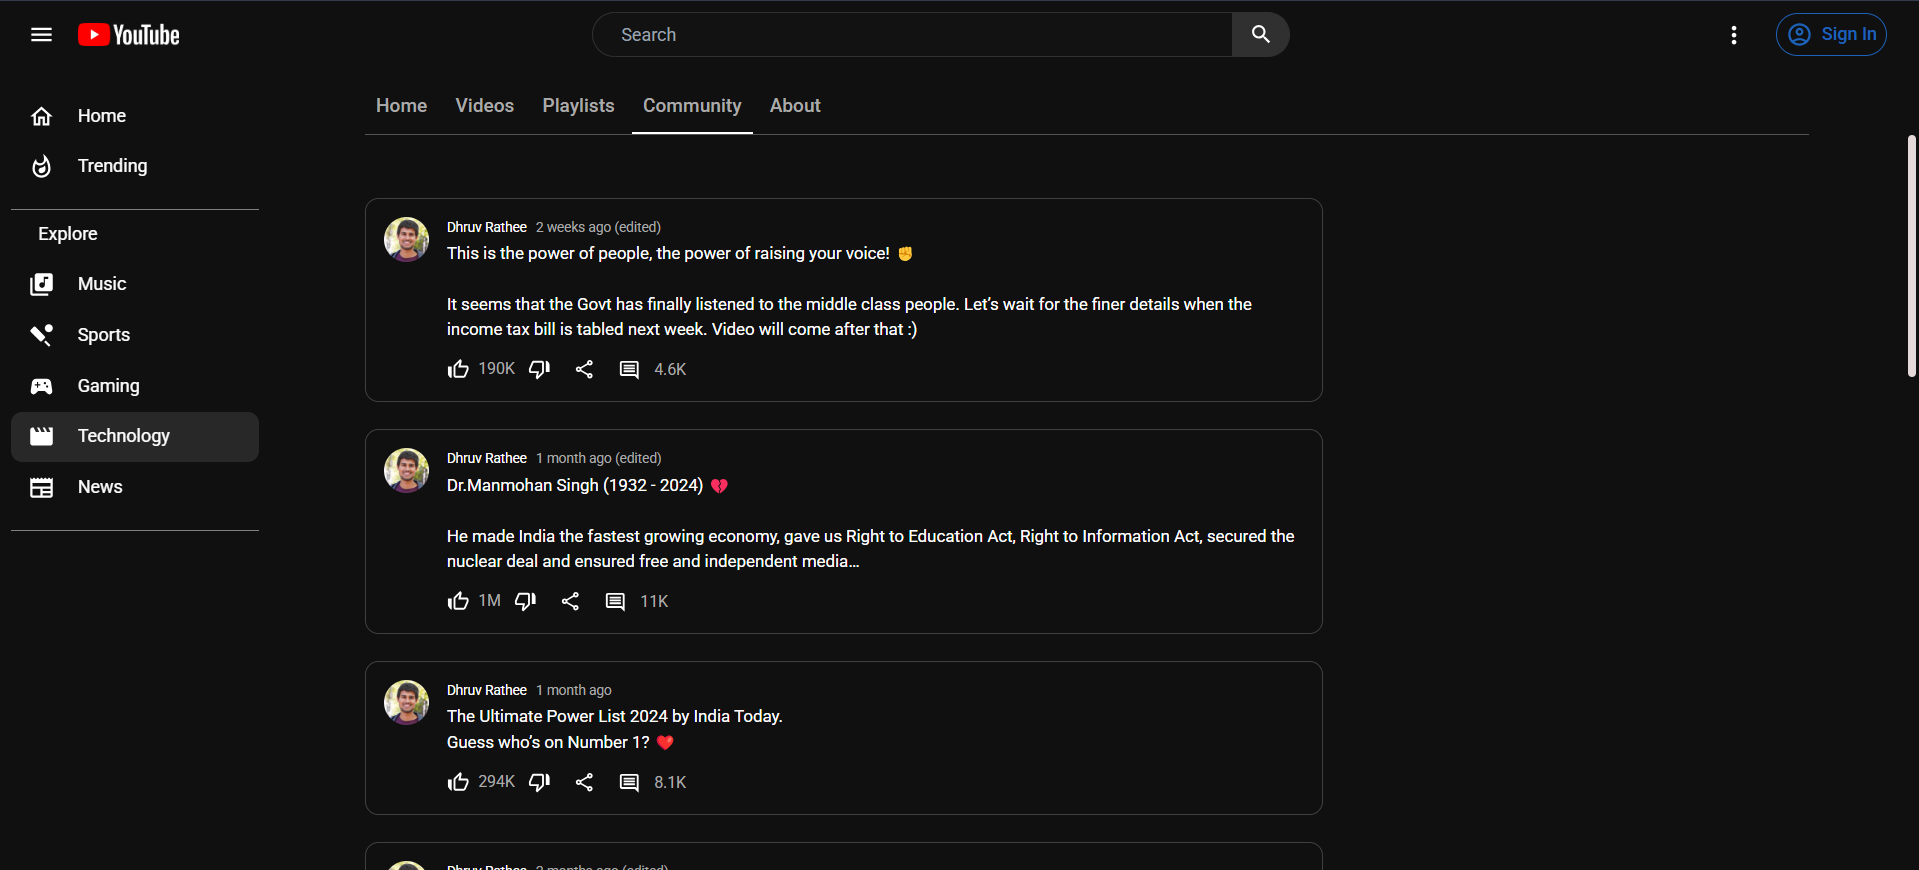 YouTube
Search
Sign In
Home
Trending
Explore
Music
Sports
Gaming
Technology
News
Home Videos Playlists Community About
Dhruv Rathee 2 weeks ago (edited)
This is the power of people, the power of raising your voice! ✊
It seems that the Govt has finally listened to the middle class people. Let’s wait for the finer details when the
income tax bill is tabled next week. Video will come after that :)
190K 4.6K
Dhruv Rathee 1 month ago (edited)
Dr.Manmohan Singh (1932 - 2024) 💔
He made India the fastest growing economy, gave us Right to Education Act, Right to Information Act, secured the
nuclear deal and ensured free and independent media...
1M 11K
Dhruv Rathee 1 month ago
The Ultimate Power List 2024 by India Today.
Guess who’s on Number 1? ❤️
294K 8.1K
Dhruv Rathee 2 months ago (edited)